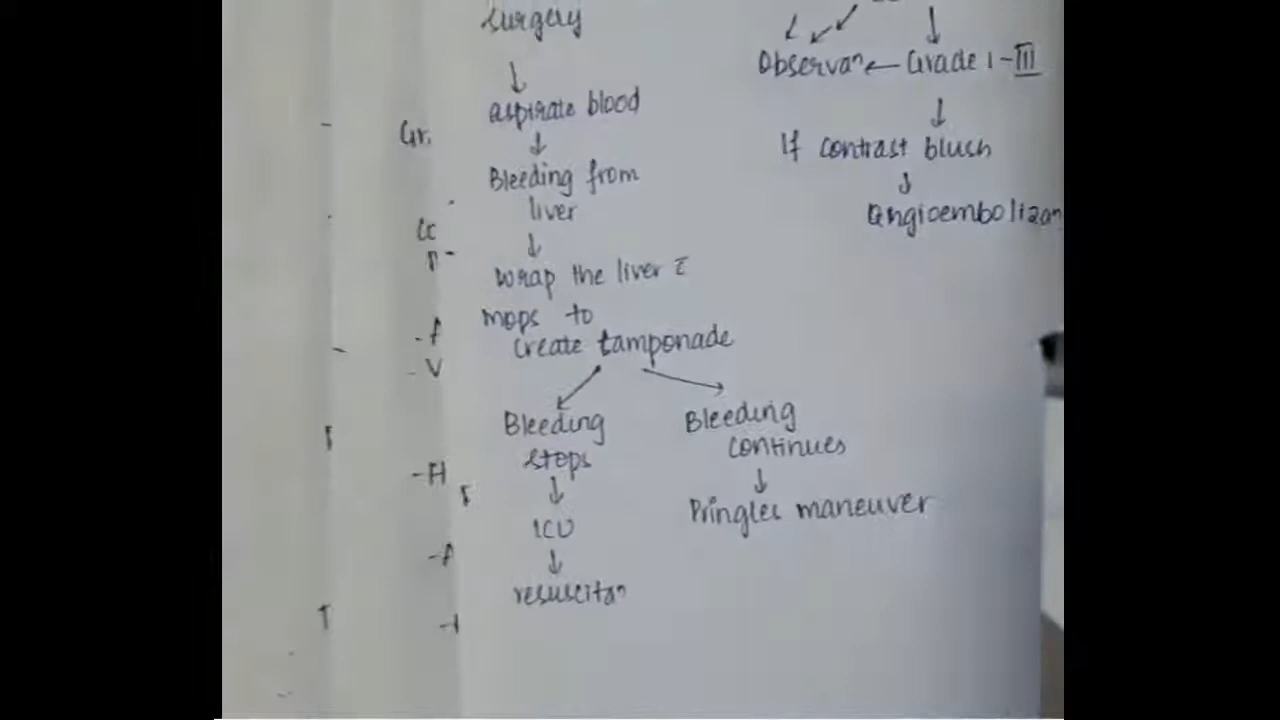 surgery
↓
aspirate blood
↓
Bleeding from
liver
↓
wrap the liver c̄
mops to
create tamponade
Bleeding
stops
↓
ICU
↓
resuscitan
Bleeding
continues
↓
Pringles maneuver
Observan ← Grade I-III
↓
If contrast blush
↓
angioembolizan
Gr.